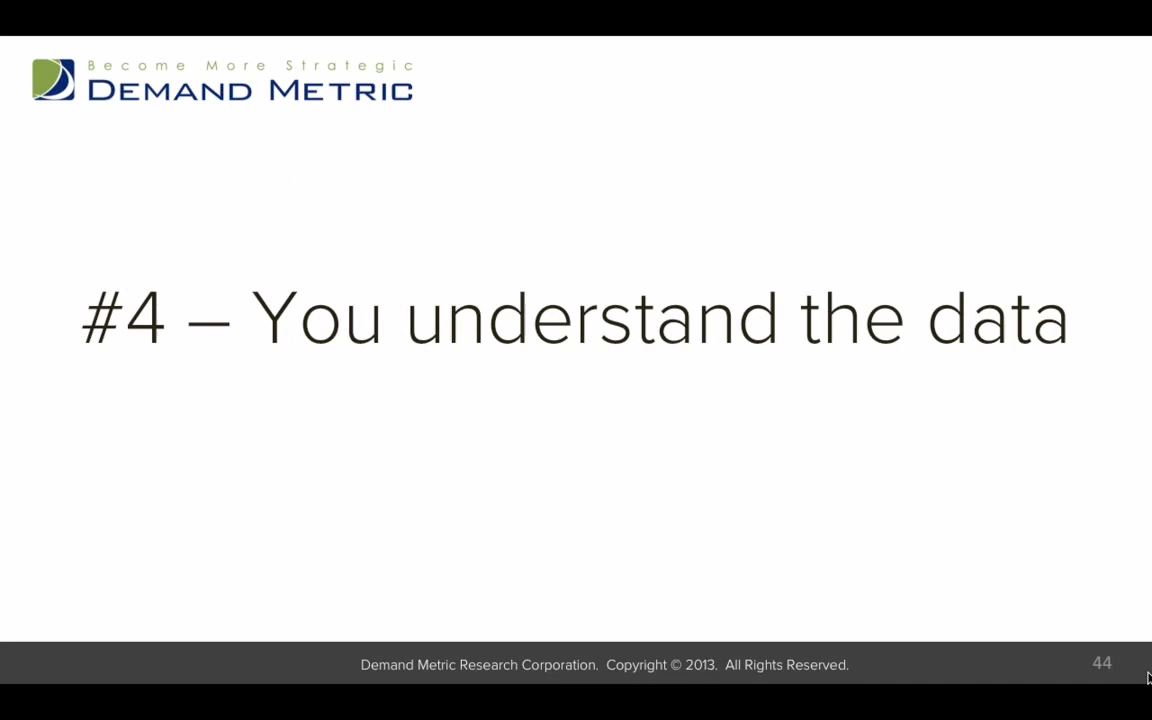 Become More Strategic
DEMAND METRIC
#4 – You understand the data
Demand Metric Research Corporation.  Copyright © 2013.  All Rights Reserved.
44